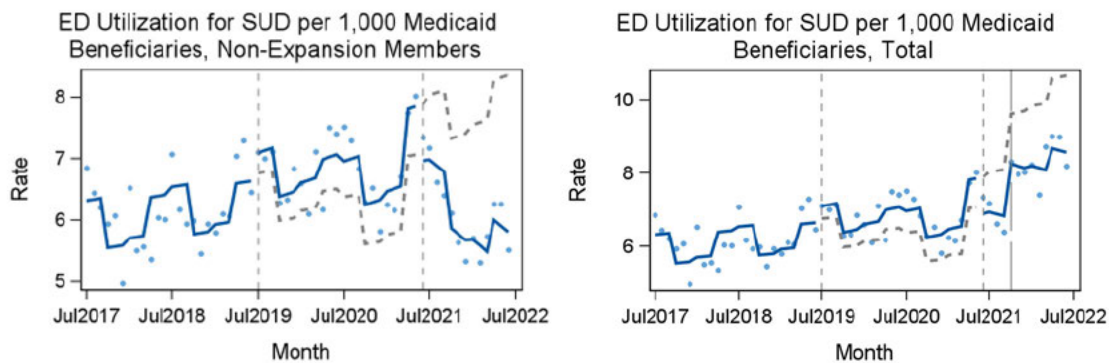 ED Utilization for SUD per 1,000 Medicaid
Beneficiaries, Non-Expansion Members
8
7
6
5
Rate
Jul2017 Jul2018 Jul2019 Jul2020 Jul2021 Jul2022
Month
ED Utilization for SUD per 1,000 Medicaid
Beneficiaries, Total
10
8
6
Rate
Jul2017 Jul2018 Jul2019 Jul2020 Jul2021 Jul2022
Month